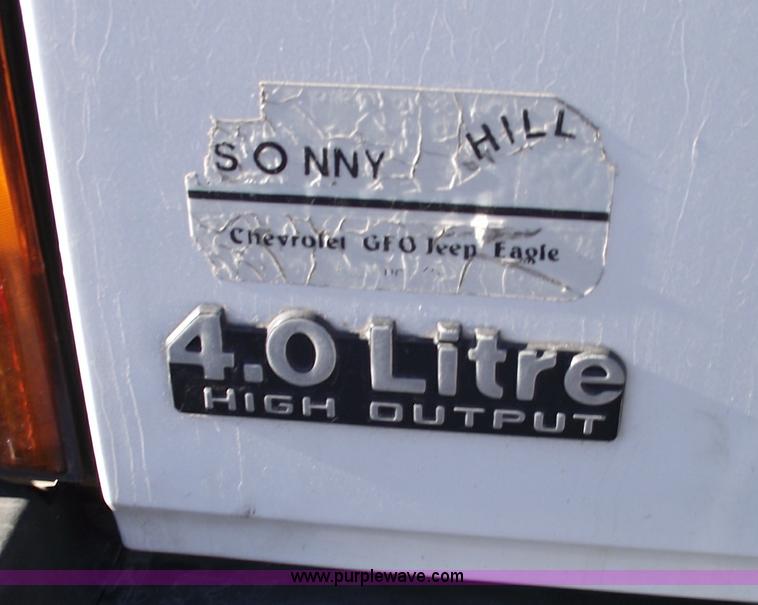 SONNY HILL
Chevrolet GEO Jeep Eagle
4.0 Litre
HIGH OUTPUT
www.purplewave.com